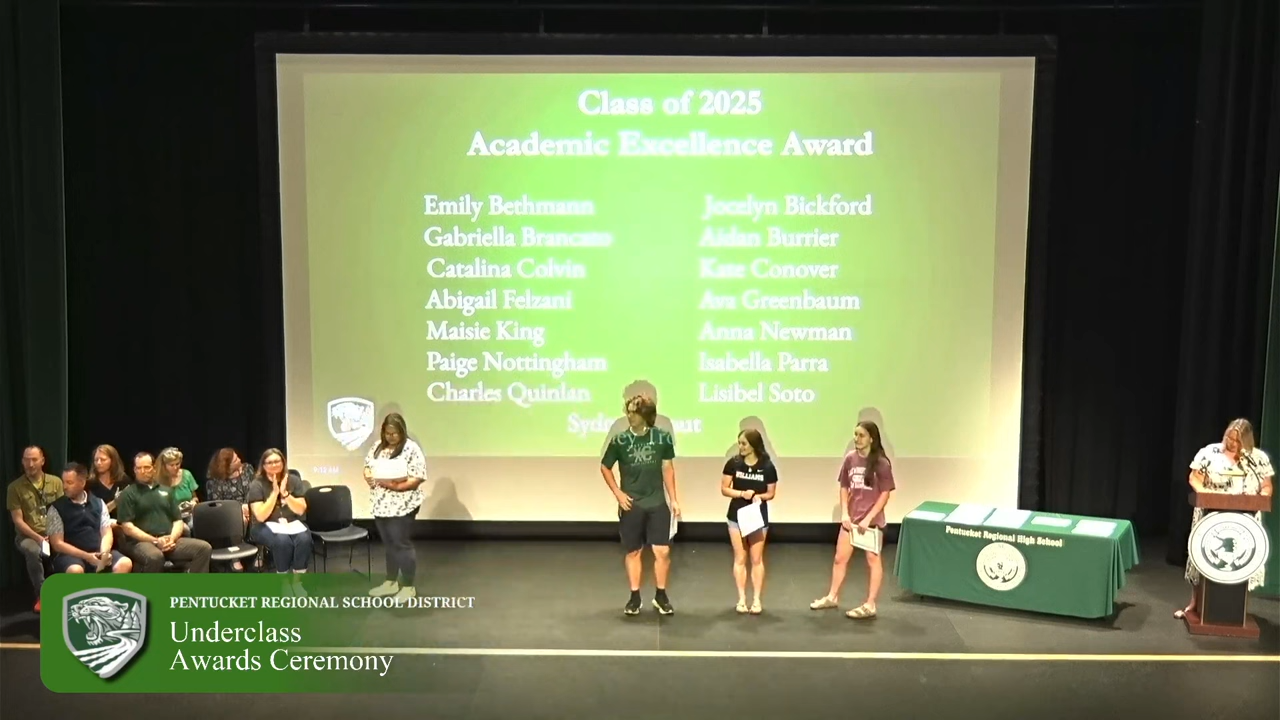 Class of 2025
Academic Excellence Award
Emily Bethmann
Jocelyn Bickford
Gabriella Brancato
Aidan Burrier
Catalina Colvin
Kate Conover
Abigail Felzani
Ava Greenbaum
Maisie King
Anna Newman
Paige Nottingham
Isabella Parra
Charles Quinlan
Lisibel Soto
XC
WILLIAMS
Pentucket Regional High School
PENTUCKET REGIONAL SCHOOL DISTRICT
Underclass
Awards Ceremony